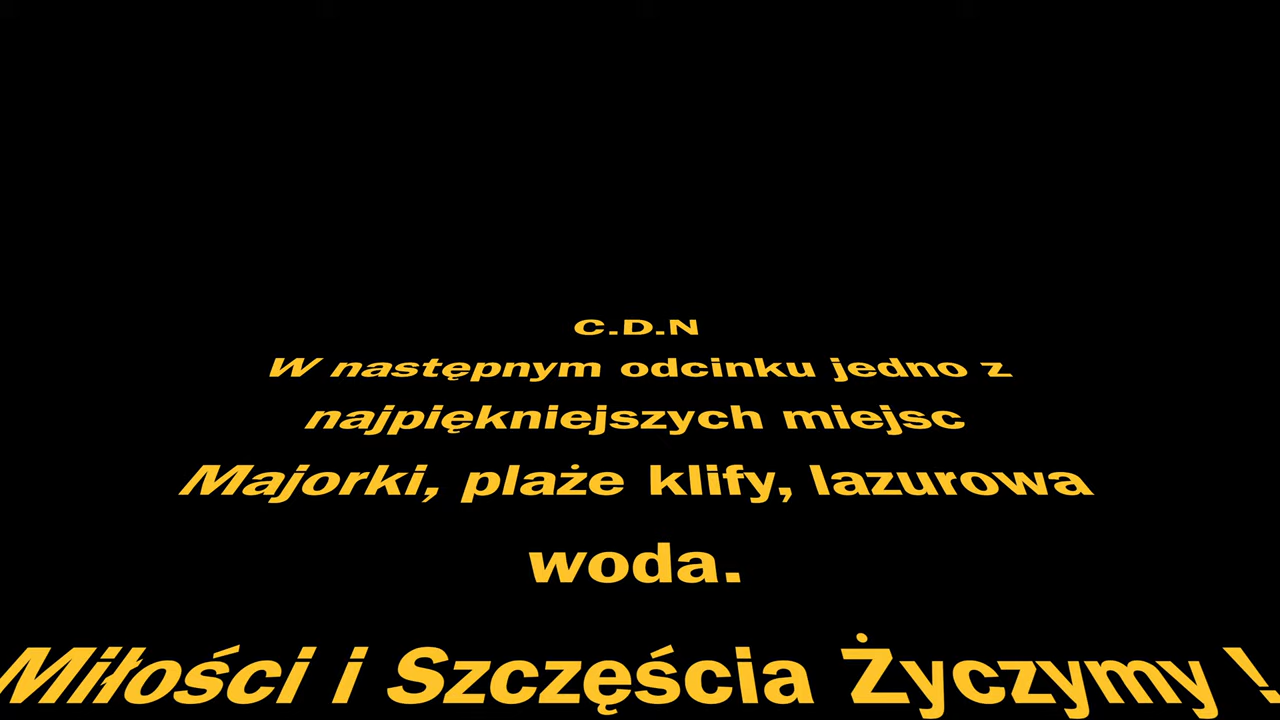 C.D.N
W następnym odcinku jedno z
najpiękniejszych miejsc
Majorki, plaże klify, lazurowa
woda.
Miłości i Szczęścia Życzymy !